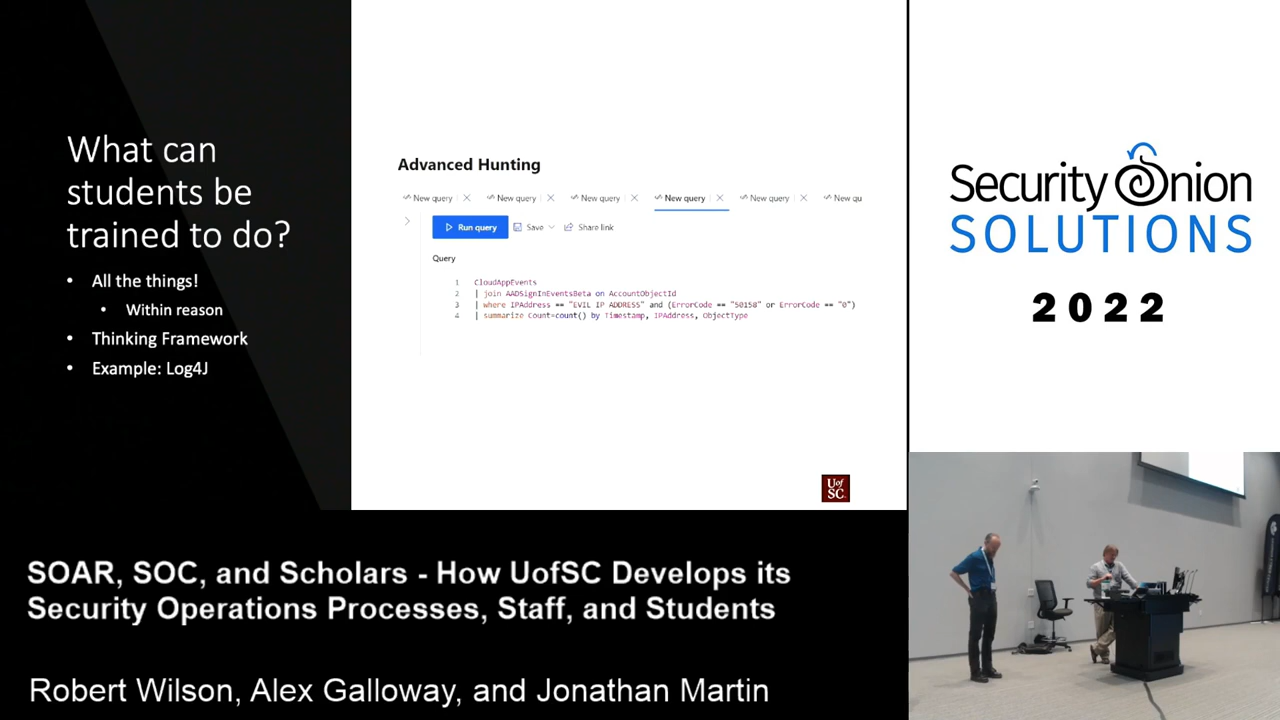 What can
students be
trained to do?
• All the things!
• Within reason
• Thinking Framework
• Example: Log4J
Advanced Hunting
New query
New query
New query
New query
New query
New qu
Run query
Save
Share link
Query
1 CloudAppEvents
2 | join AADSignInEventsBeta on AccountObjectId
3 | where IPAddress == "EVIL IP ADDRESS" and (ErrorCode == "50158" or ErrorCode == "0")
4 | summarize Count=count() by Timestamp, IPAddress, ObjectType
UofSC
Security Onion
SOLUTIONS
2022
SOAR, SOC, and Scholars - How UofSC Develops its
Security Operations Processes, Staff, and Students
Robert Wilson, Alex Galloway, and Jonathan Martin